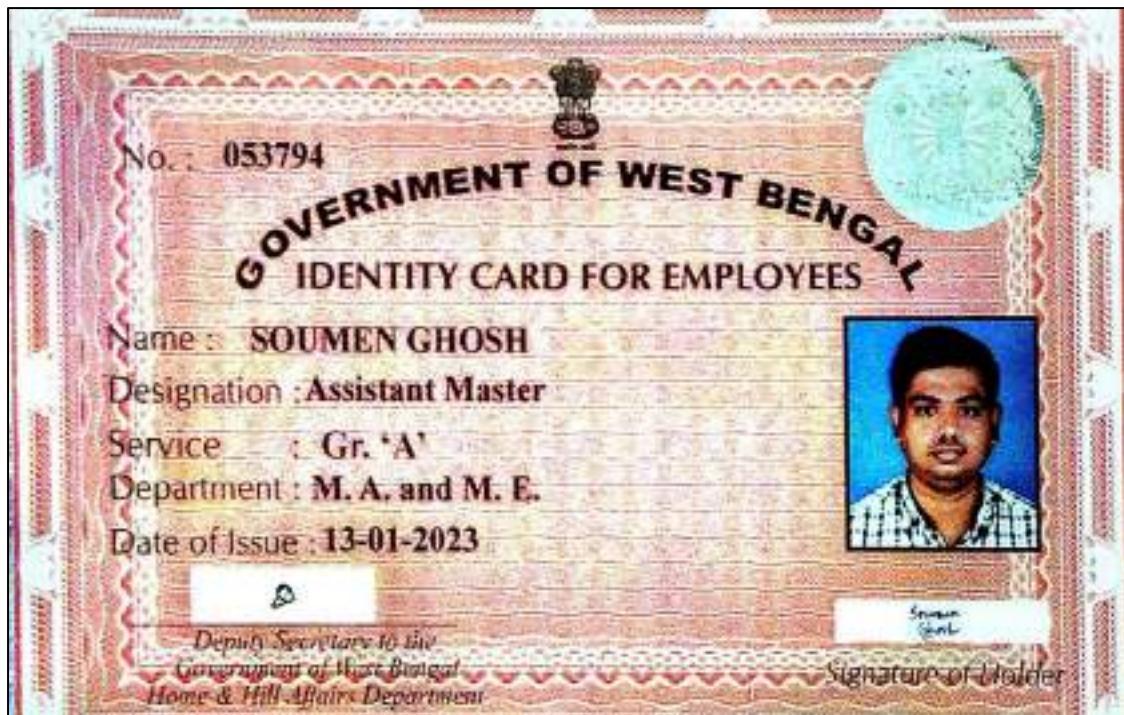 No. : 053794
GOVERNMENT OF WEST BENGAL
IDENTITY CARD FOR EMPLOYEES
Name : SOUMEN GHOSH
Designation : Assistant Master
Service : Gr. ‘A’
Department : M. A. and M. E.
Date of Issue : 13-01-2023
Soumen
Ghosh
Deputy Secretary to the
Government of West Bengal
Home & Hill Affairs Department
Signature of Holder